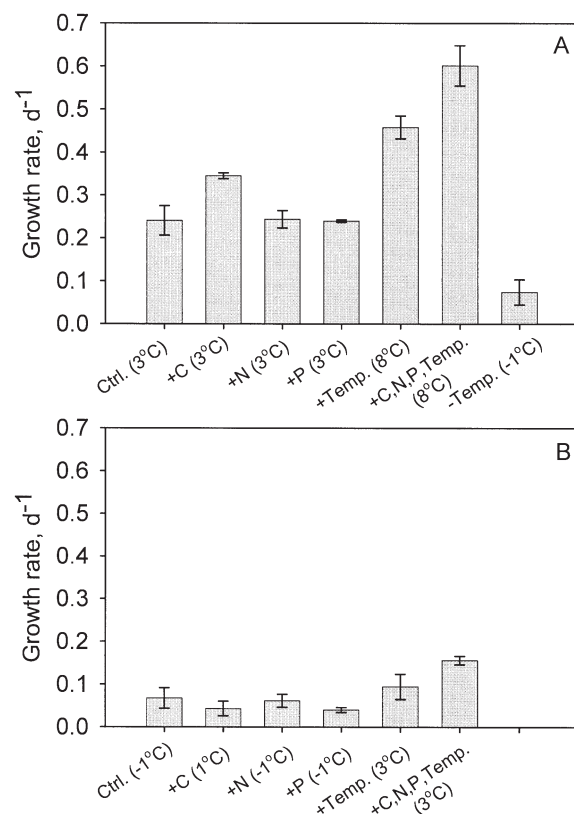 A
Growth rate, d-1
0.7
0.6
0.5
0.4
0.3
0.2
0.1
0.0
Ctrl. (3°C)
+C (3°C)
+N (3°C)
+P (3°C)
+Temp. (8°C)
+C,N,P,Temp.
(8°C)
-Temp. (-1°C)
B
Growth rate, d-1
0.7
0.6
0.5
0.4
0.3
0.2
0.1
0.0
Ctrl. (-1°C)
+C (1°C)
+N (-1°C)
+P (-1°C)
+Temp. (3°C)
+C,N,P,Temp.
(3°C)